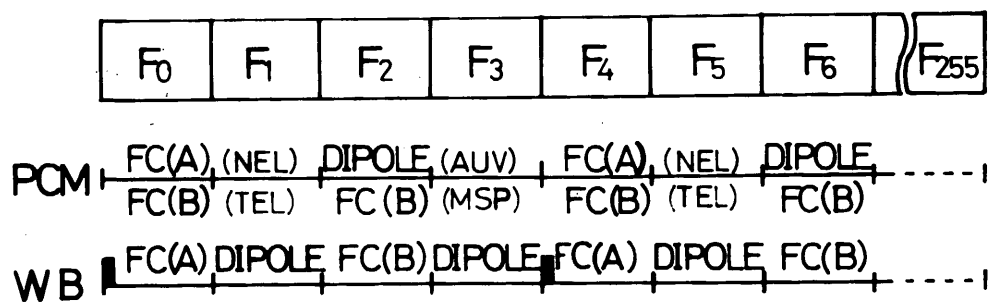 F0 F1 F2 F3 F4 F5 F6 F255
FC(A) (NEL) DIPOLE (AUV) FC(A) (NEL) DIPOLE
PCM
FC(B) (TEL) FC(B) (MSP) FC(B) (TEL) FC(B)
WB FC(A) DIPOLE FC(B) DIPOLE FC(A) DIPOLE FC(B)